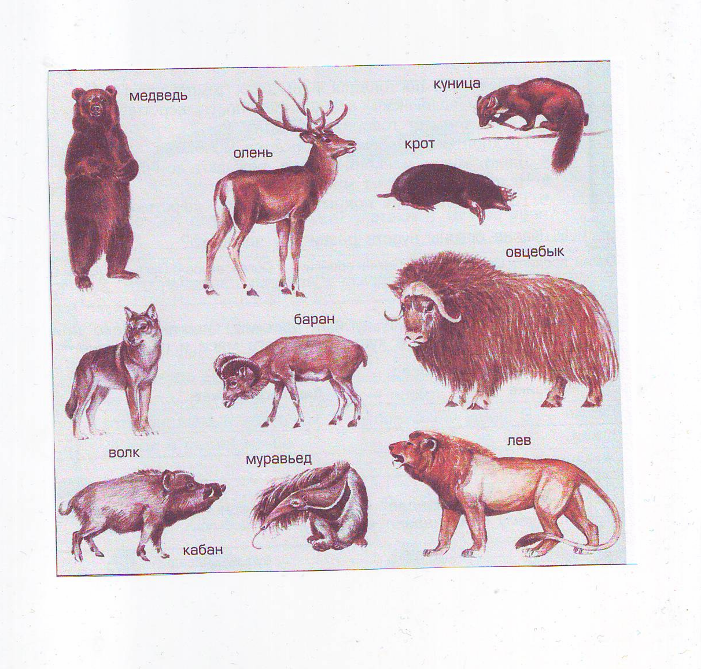 медведь
куница
олень
крот
овцебык
баран
волк
муравьед
лев
кабан